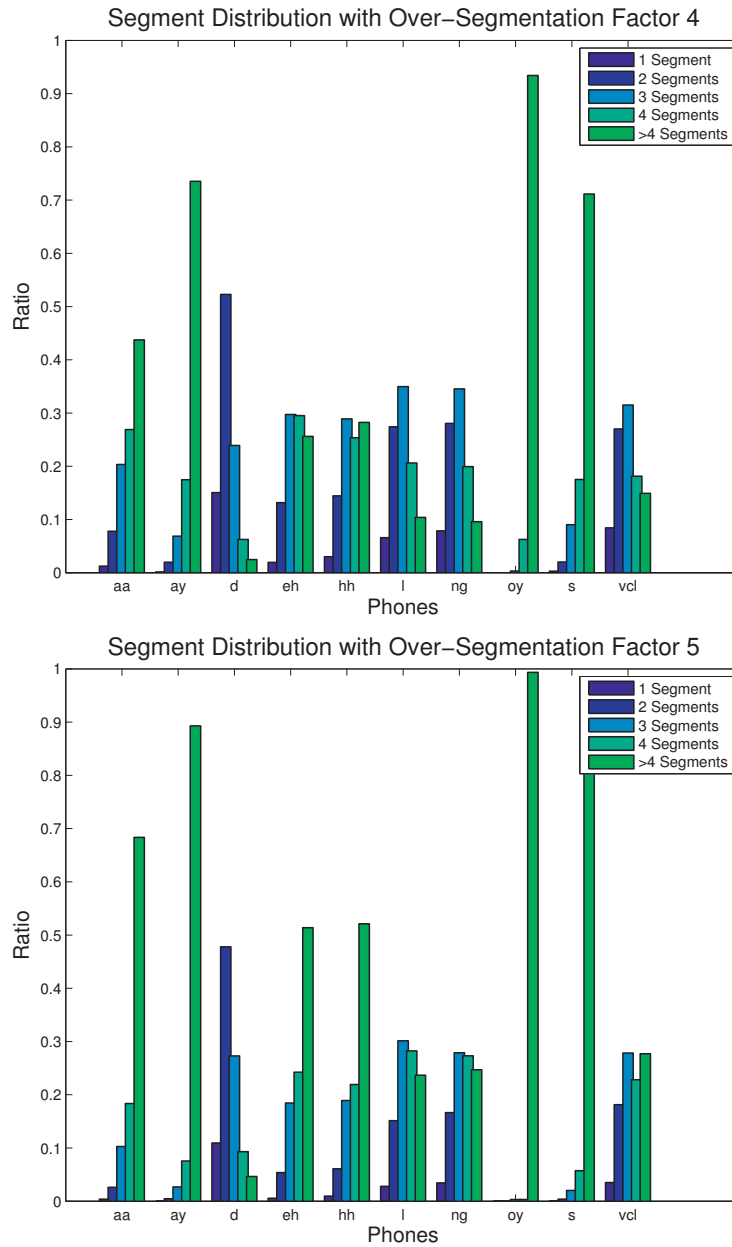 Segment Distribution with Over−Segmentation Factor 4
1
0.9
0.8
0.7
0.6
0.5
0.4
0.3
0.2
0.1
0
Ratio
1 Segment
2 Segments
3 Segments
4 Segments
>4 Segments
aa ay d eh hh l ng oy s vcl
Phones
Segment Distribution with Over−Segmentation Factor 5
1
0.9
0.8
0.7
0.6
0.5
0.4
0.3
0.2
0.1
0
Ratio
1 Segment
2 Segments
3 Segments
4 Segments
>4 Segments
aa ay d eh hh l ng oy s vcl
Phones